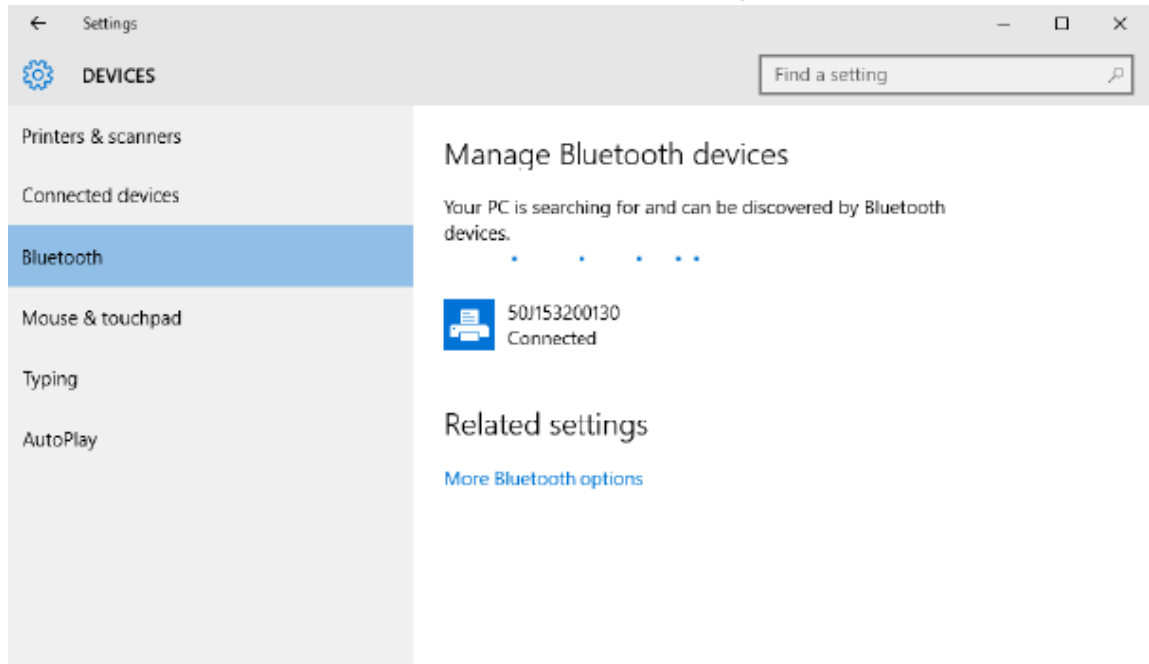 Settings
DEVICES
Find a setting
Printers & scanners
Connected devices
Bluetooth
Mouse & touchpad
Typing
AutoPlay
Manage Bluetooth devices
Your PC is searching for and can be discovered by Bluetooth
devices.
50J153200130
Connected
Related settings
More Bluetooth options